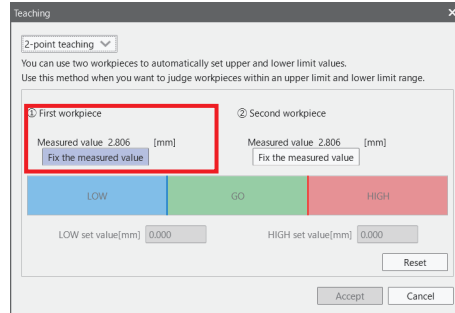 Teaching
2-point teaching
You can use two workpieces to automatically set upper and lower limit values.
Use this method when you want to judge workpieces within an upper limit and lower limit range.
① First workpiece
② Second workpiece
Measured value 2.806 [mm]
Measured value 2.806 [mm]
Fix the measured value
Fix the measured value
LOW
GO
HIGH
LOW set value[mm] 0.000
HIGH set value[mm] 0.000
Reset
Accept
Cancel